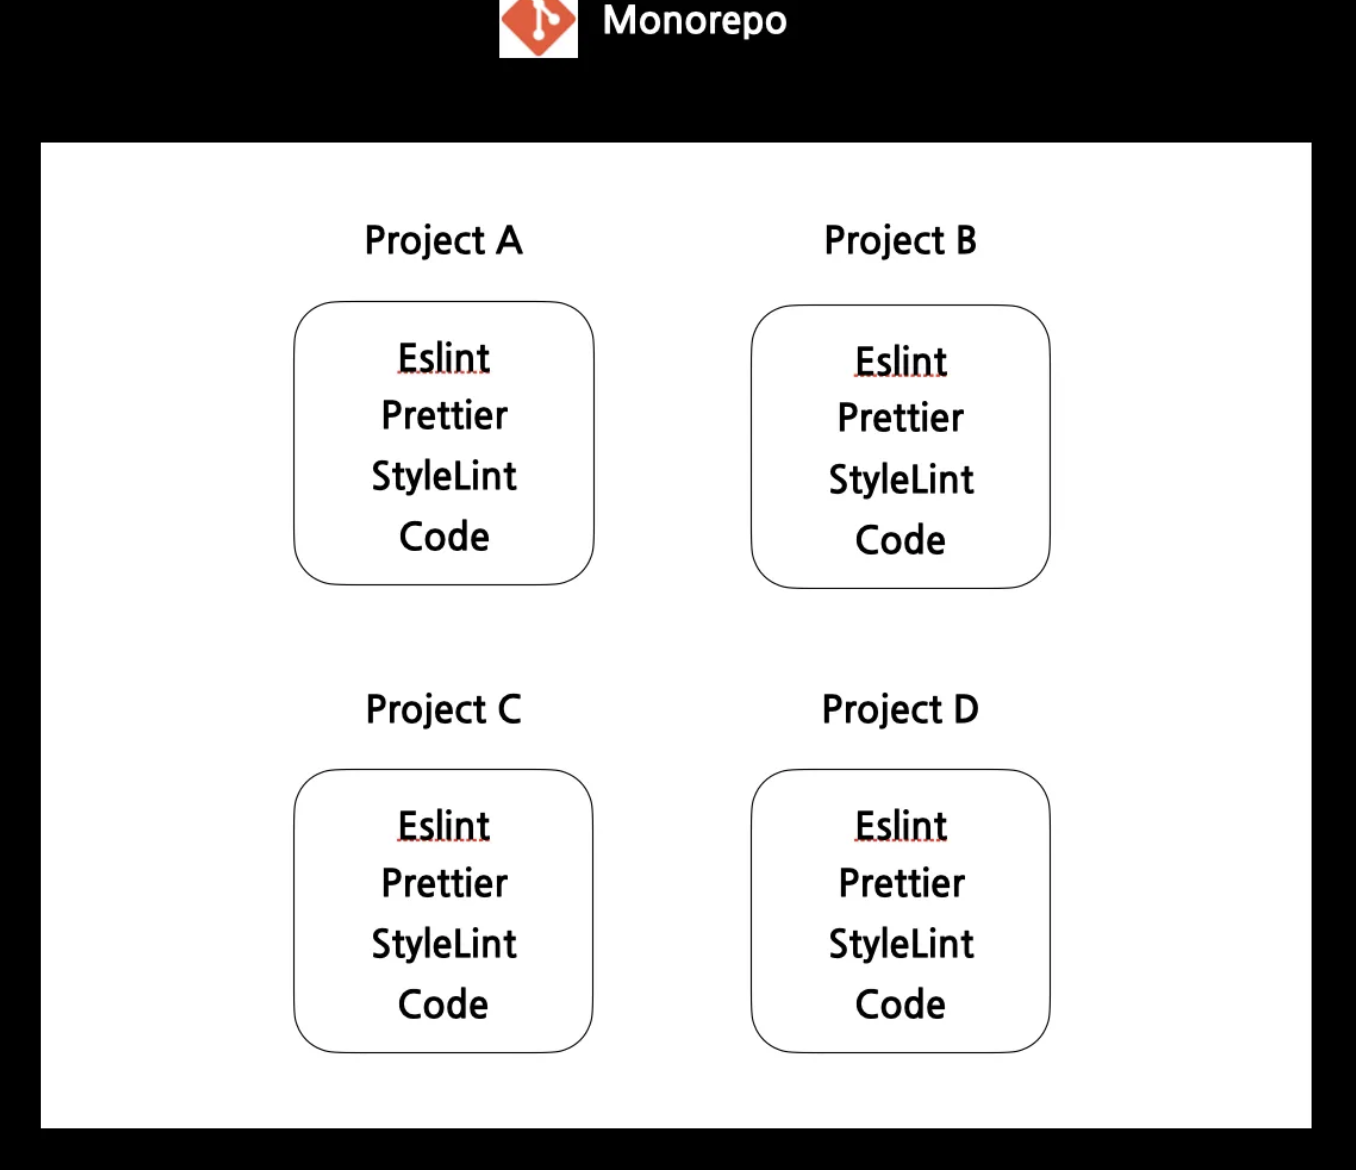 Monorepo
Project A
Eslint
Prettier
StyleLint
Code
Project B
Eslint
Prettier
StyleLint
Code
Project C
Eslint
Prettier
StyleLint
Code
Project D
Eslint
Prettier
StyleLint
Code